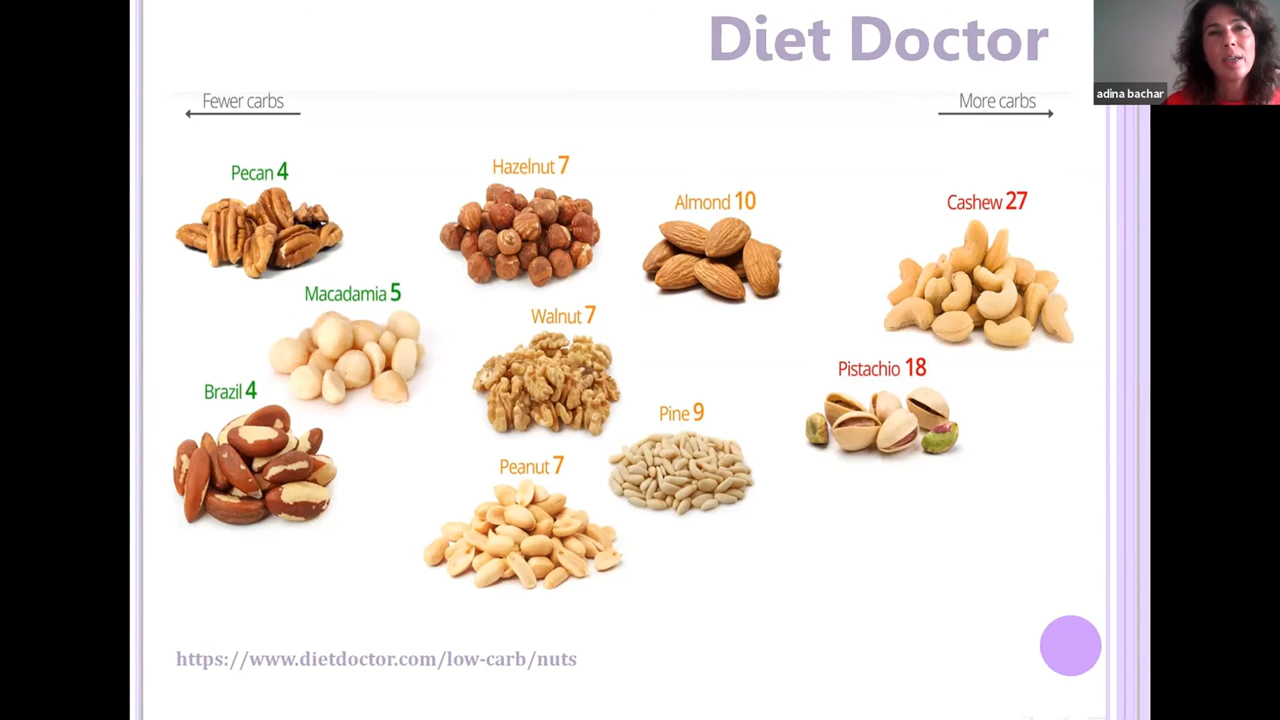 Diet Doctor
adina bachar
Fewer carbs
More carbs
Pecan 4
Hazelnut 7
Almond 10
Cashew 27
Macadamia 5
Walnut 7
Pistachio 18
Brazil 4
Pine 9
Peanut 7
https://www.dietdoctor.com/low-carb/nuts